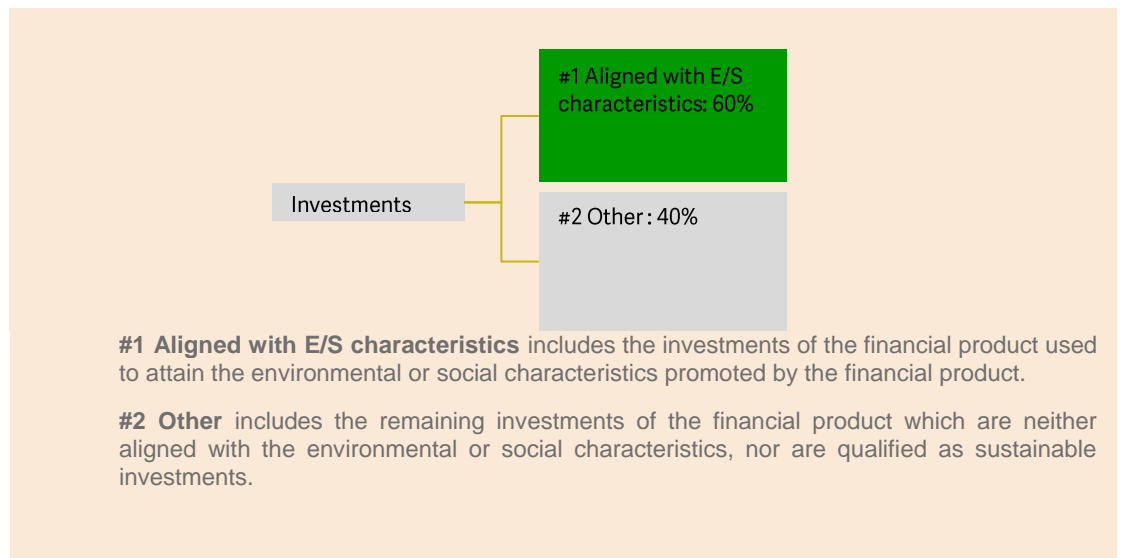 #1 Aligned with E/S
characteristics: 60%
Investments
#2 Other : 40%
#1 Aligned with E/S characteristics includes the investments of the financial product used
to attain the environmental or social characteristics promoted by the financial product.
#2 Other includes the remaining investments of the financial product which are neither
aligned with the environmental or social characteristics, nor are qualified as sustainable
investments.